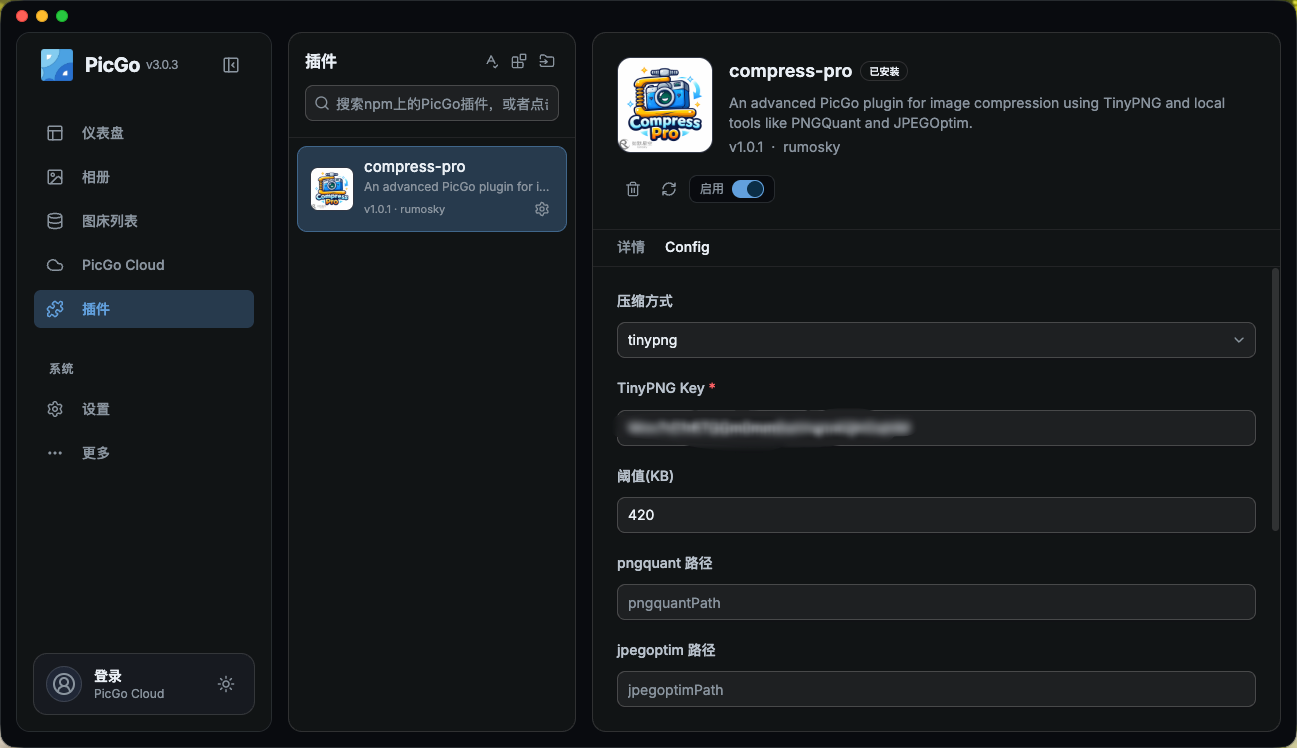 PicGo v3.0.3
仪表盘
相册
图床列表
PicGo Cloud
插件
系统
设置
更多
登录
PicGo Cloud
插件
搜索npm上的PicGo插件，或者点击
compress-pro
An advanced PicGo plugin for i...
v1.0.1 · rumosky
Compress
Pro
compress-pro 已安装
An advanced PicGo plugin for image compression using TinyPNG and local
tools like PNGQuant and JPEGOptim.
v1.0.1 · rumosky
启用
详情 Config
压缩方式
tinypng
TinyPNG Key *
阈值(KB)
420
pngquant 路径
pngquantPath
jpegoptim 路径
jpegoptimPath